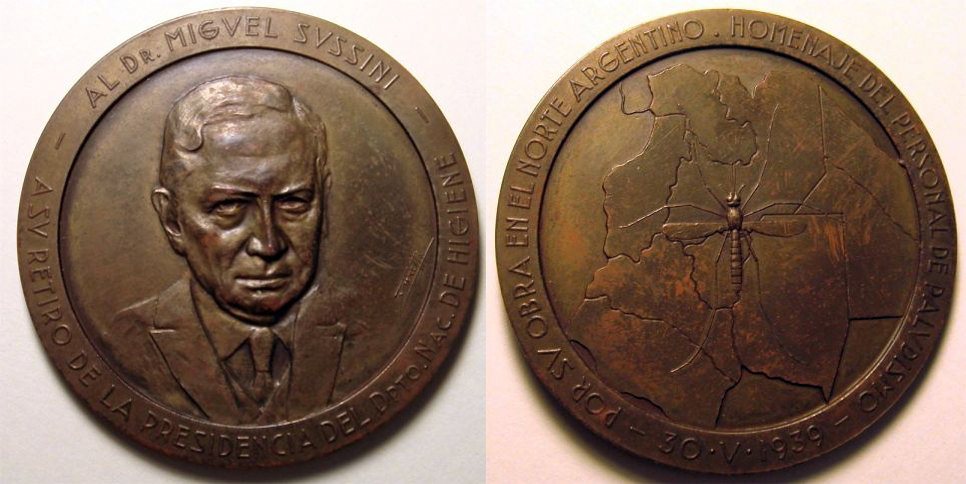 – AL DR. MIGVEL SVSSINI –
A SV RETIRO DE LA PRESIDENCIA DEL DPTO. NAC. DE HIGIENE
POR SV OBRA EN EL NORTE ARGENTINO . HOMENAJE DEL PERSONAL DE PALVDISMO
– 30 · V · 1939 –